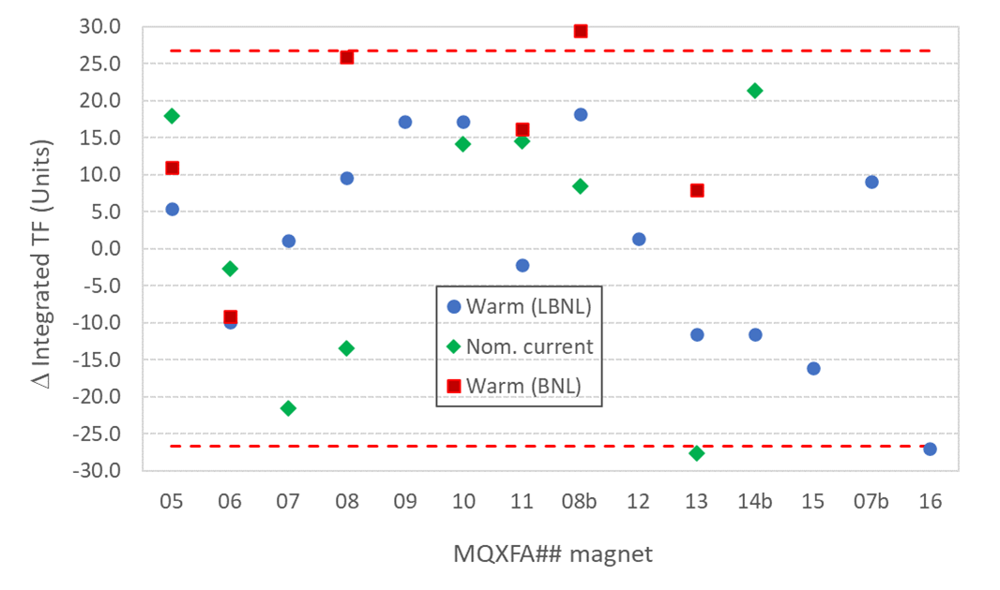 30.0
25.0
20.0
15.0
10.0
5.0
0.0
-5.0
-10.0
-15.0
-20.0
-25.0
-30.0
Δ Integrated TF (Units)
Warm (LBNL)
Nom. current
Warm (BNL)
05 06 07 08 09 10 11 08b 12 13 14b 15 07b 16
MQXFA## magnet